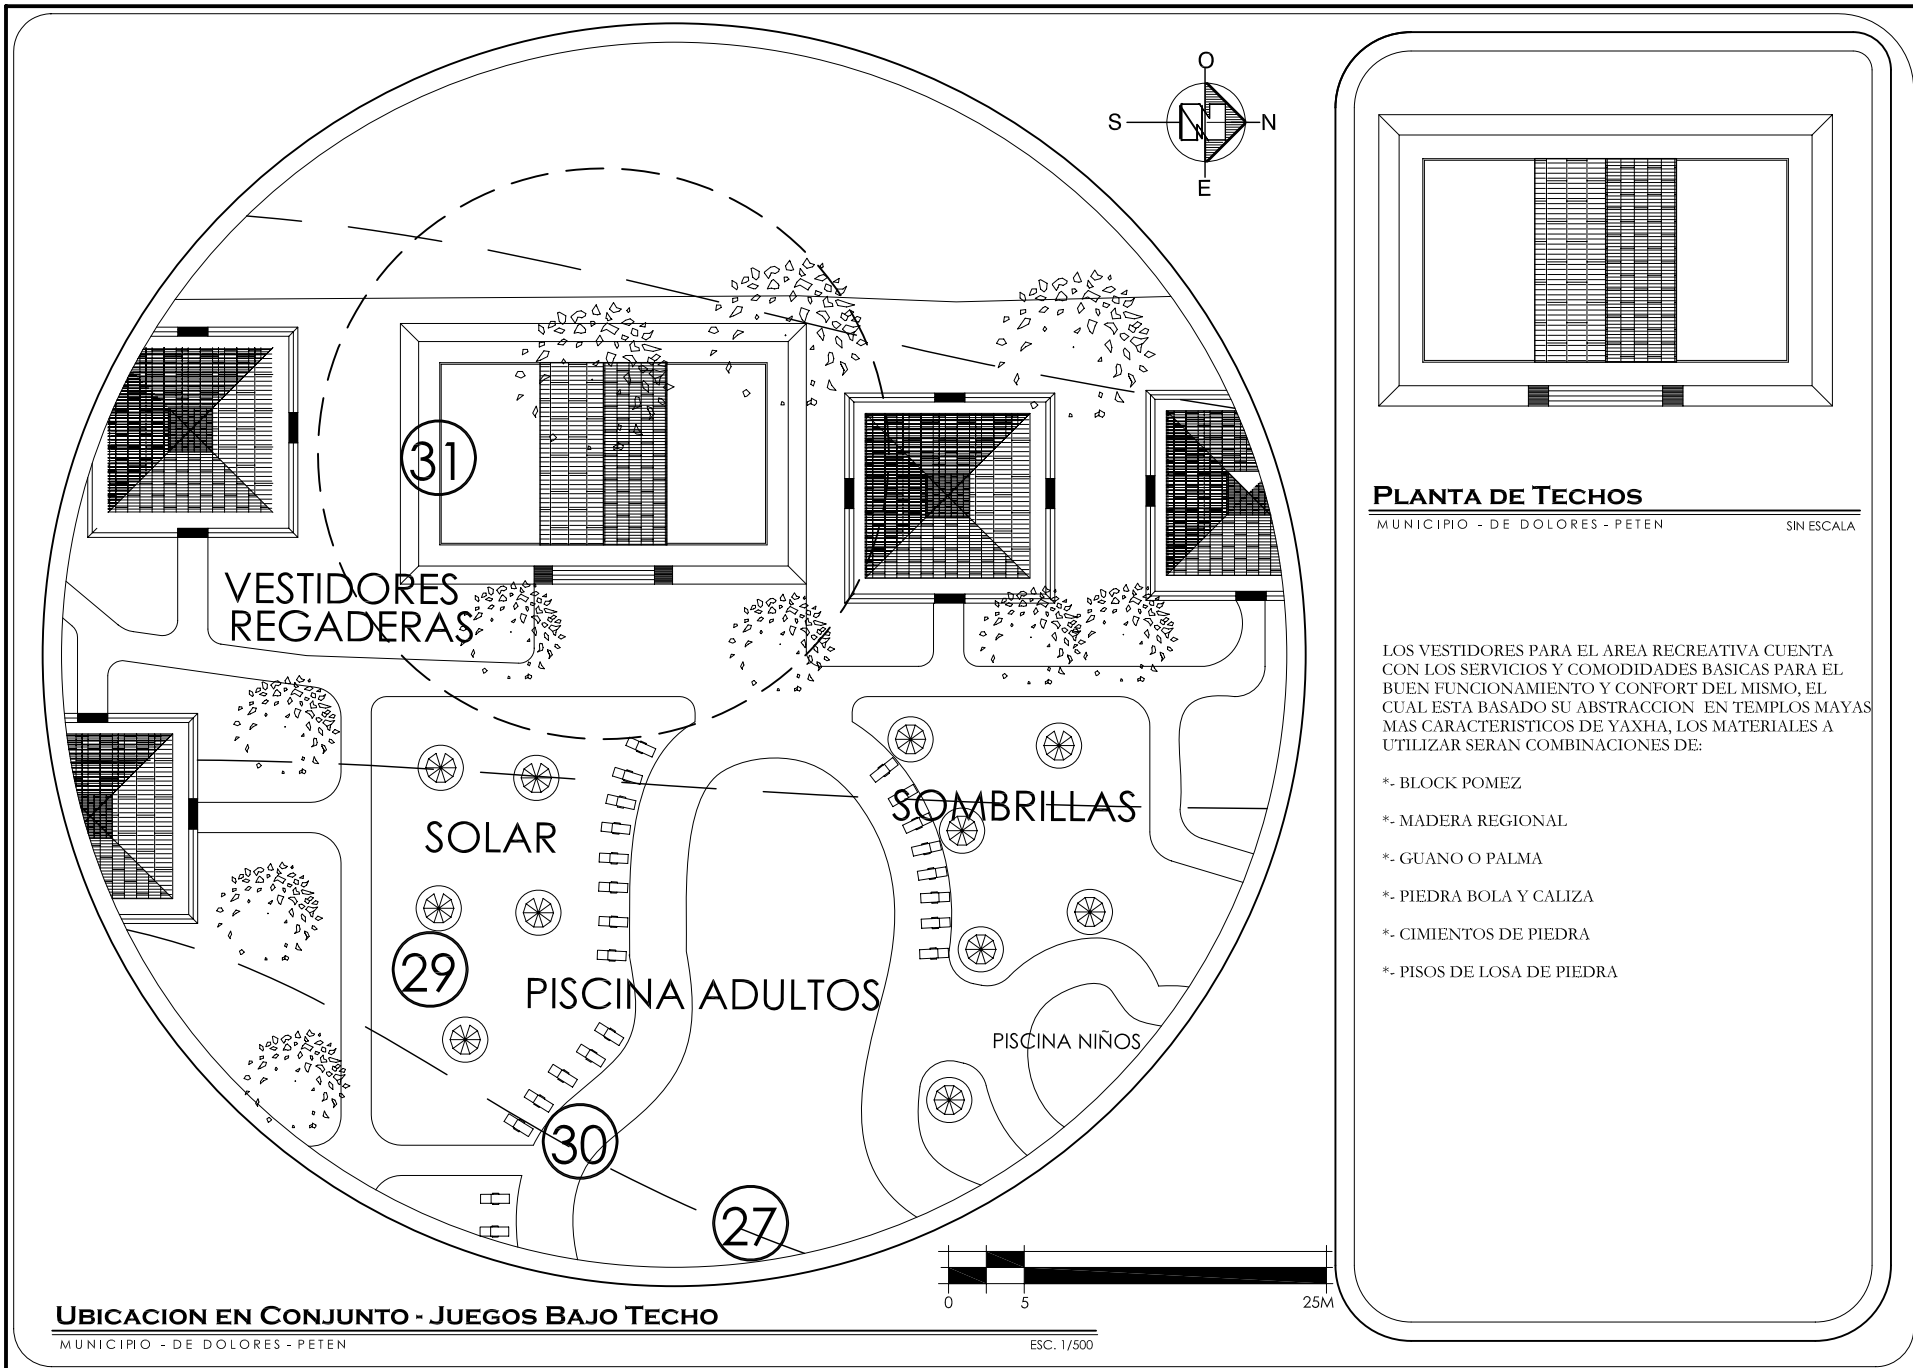 O
S
N
N
E
31
VESTIDORES
REGADERAS
SOLAR
SOMBRILLAS
29
PISCINA ADULTOS
PISCINA NIÑOS
30
27
0
5
25M
UBICACION EN CONJUNTO - JUEGOS BAJO TECHO
MUNICIPIO - DE DOLORES - PETEN
ESC. 1/500
PLANTA DE TECHOS
MUNICIPIO - DE DOLORES - PETEN
SIN ESCALA
LOS VESTIDORES PARA EL AREA RECREATIVA CUENTA
CON LOS SERVICIOS Y COMODIDADES BASICAS PARA EL
BUEN FUNCIONAMIENTO Y CONFORT DEL MISMO, EL
CUAL ESTA BASADO SU ABSTRACCION EN TEMPLOS MAYAS
MAS CARACTERISTICOS DE YAXHA, LOS MATERIALES A
UTILIZAR SERAN COMBINACIONES DE:
*- BLOCK POMEZ
*- MADERA REGIONAL
*- GUANO O PALMA
*- PIEDRA BOLA Y CALIZA
*- CIMIENTOS DE PIEDRA
*- PISOS DE LOSA DE PIEDRA